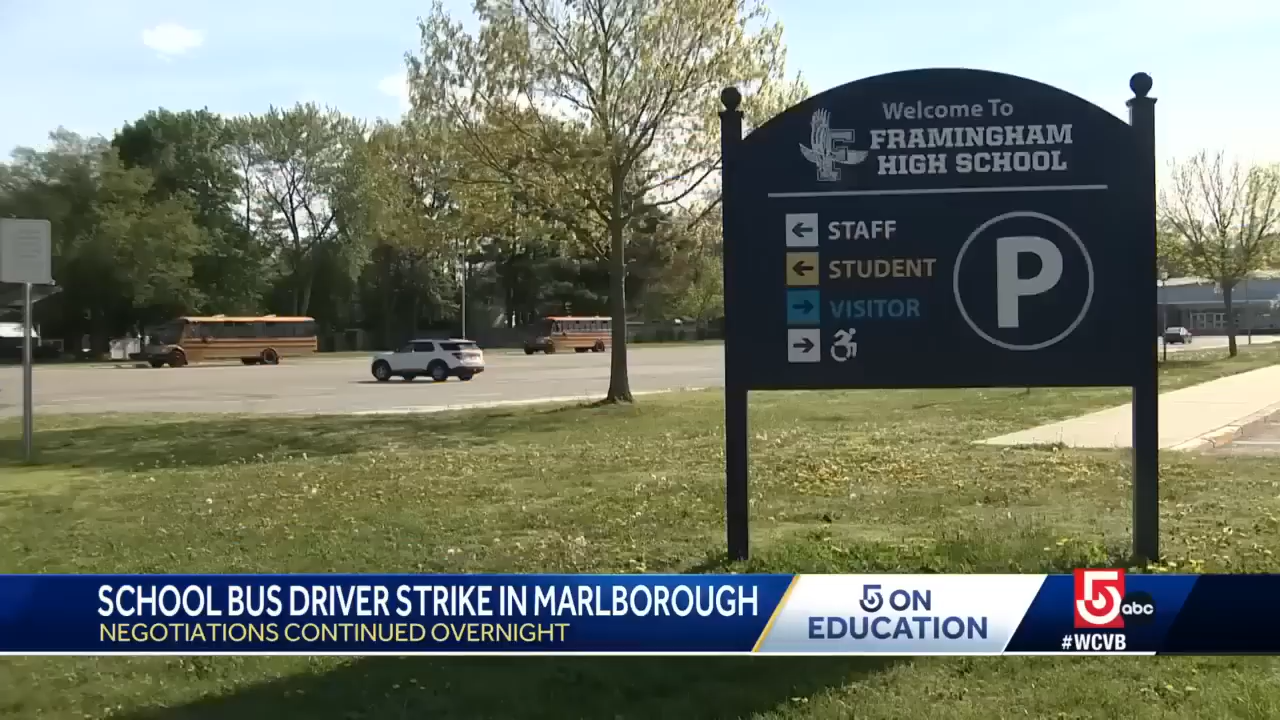 Welcome To
FRAMINGHAM
HIGH SCHOOL
STAFF
STUDENT
VISITOR
P
SCHOOL BUS DRIVER STRIKE IN MARLBOROUGH
NEGOTIATIONS CONTINUED OVERNIGHT
5 ON
EDUCATION
5 abc
#WCVB